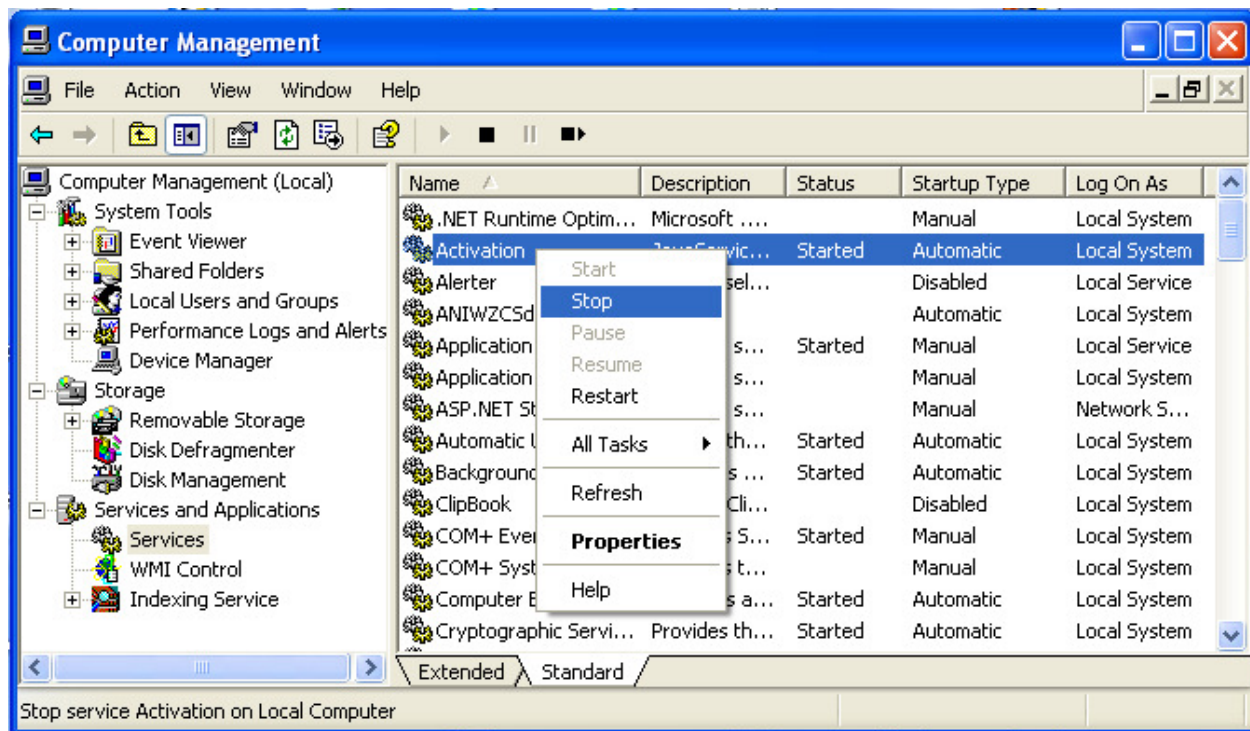 Computer Management
File Action View Window Help
Computer Management (Local)
System Tools
Event Viewer
Shared Folders
Local Users and Groups
Performance Logs and Alerts
Device Manager
Storage
Removable Storage
Disk Defragmenter
Disk Management
Services and Applications
Services
WMI Control
Indexing Service
Name Description Status Startup Type Log On As
.NET Runtime Optim... Microsoft .... Manual Local System
Activation Started Automatic Local System
Alerter sel... Disabled Local Service
ANIWZCSd Automatic Local System
Application s... Started Manual Local Service
Application s... Manual Local System
ASP.NET St s... Manual Network S...
Automatic th... Started Automatic Local System
Background s ... Started Automatic Local System
ClipBook Cli... Disabled Local System
COM+ Eve s S... Started Manual Local System
COM+ Syst s t... Manual Local System
Computer B s a... Started Automatic Local System
Cryptographic Servi... Provides th... Started Automatic Local System
Start
Stop
Pause
Resume
Restart
All Tasks
Refresh
Properties
Help
Extended Standard
Stop service Activation on Local Computer